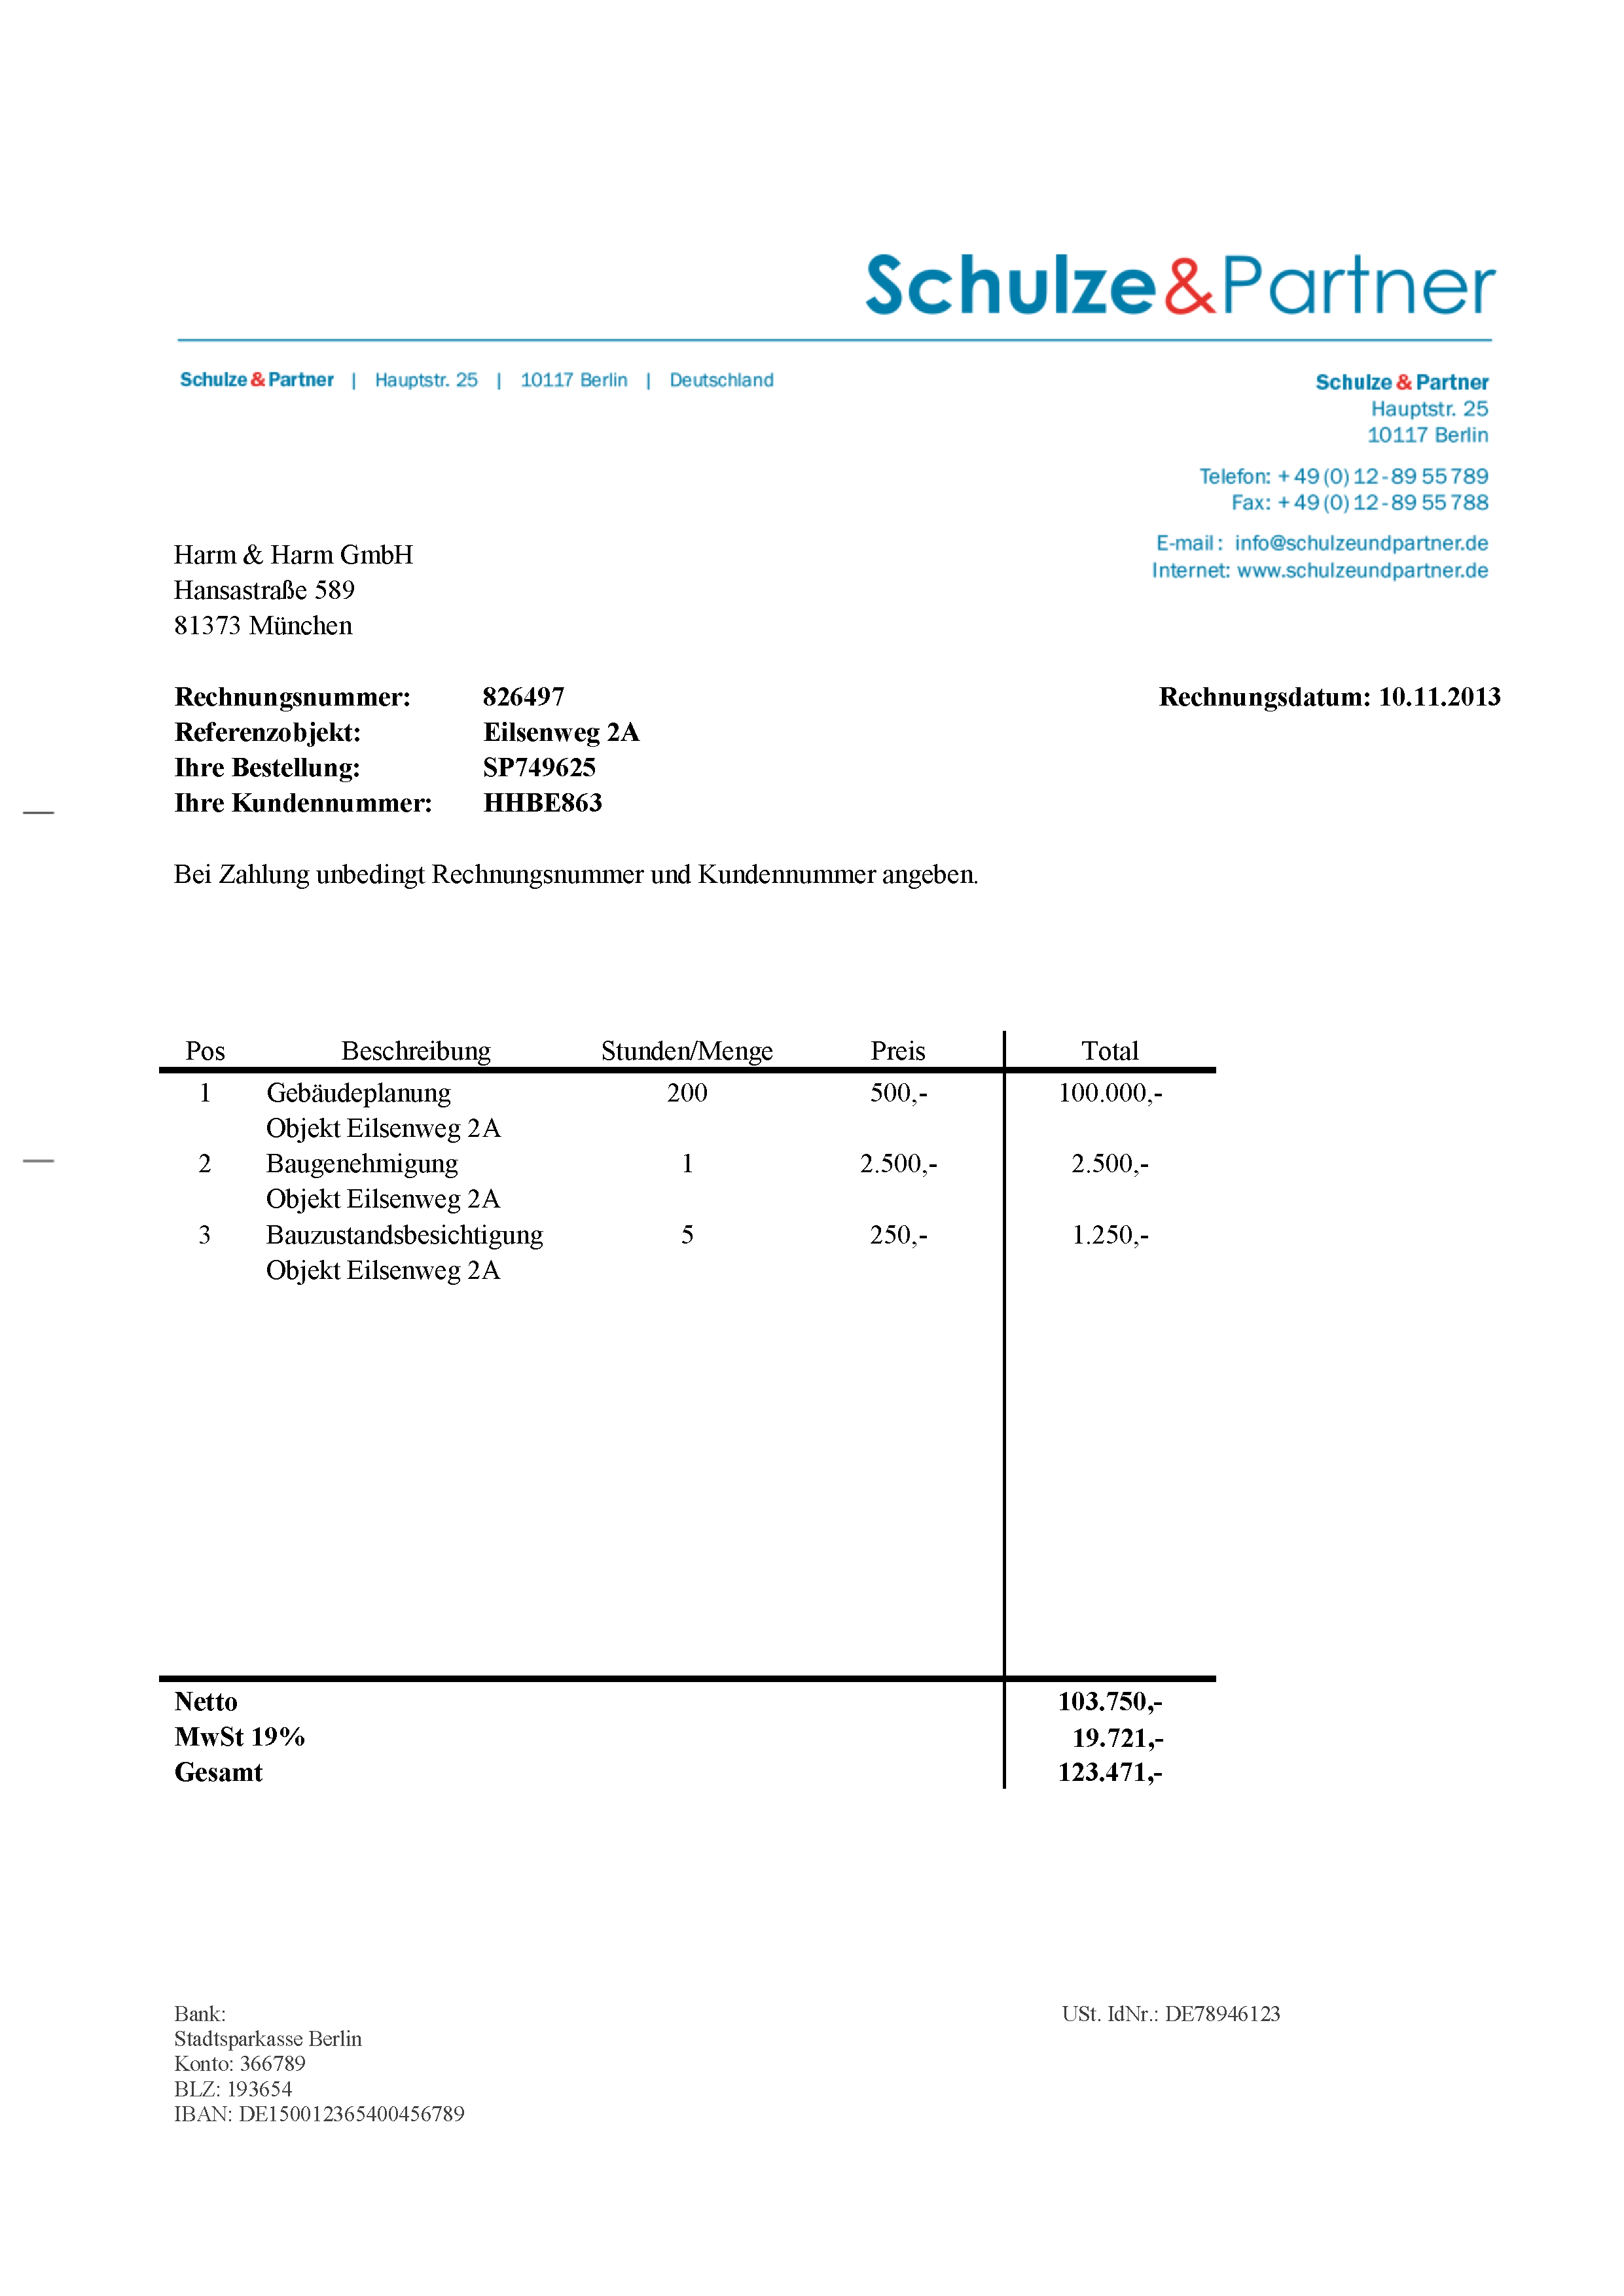 Schulze&Partner
Schulze & Partner | Hauptstr. 25 | 10117 Berlin | Deutschland
Schulze & Partner
Hauptstr. 25
10117 Berlin
Telefon: +49 (0) 12-89 55 789
Fax: +49 (0) 12-89 55 788
E-mail: info@schulzeundpartner.de
Internet: www.schulzeundpartner.de
Harm & Harm GmbH
Hansastraße 589
81373 München
Rechnungsnummer: 826497 Rechnungsdatum: 10.11.2013
Referenzobjekt: Eilsenweg 2A
Ihre Bestellung: SP749625
Ihre Kundennummer: HHBE863
Bei Zahlung unbedingt Rechnungsnummer und Kundennummer angeben.
Pos Beschreibung Stunden/Menge Preis Total
1 Gebäudeplanung 200 500,- 100.000,-
Objekt Eilsenweg 2A
2 Baugenehmigung 1 2.500,- 2.500,-
Objekt Eilsenweg 2A
3 Bauzustandsbesichtigung 5 250,- 1.250,-
Objekt Eilsenweg 2A
Netto 103.750,-
MwSt 19% 19.721,-
Gesamt 123.471,-
Bank: USt. IdNr.: DE78946123
Stadtsparkasse Berlin
Konto: 366789
BLZ: 193654
IBAN: DE150012365400456789